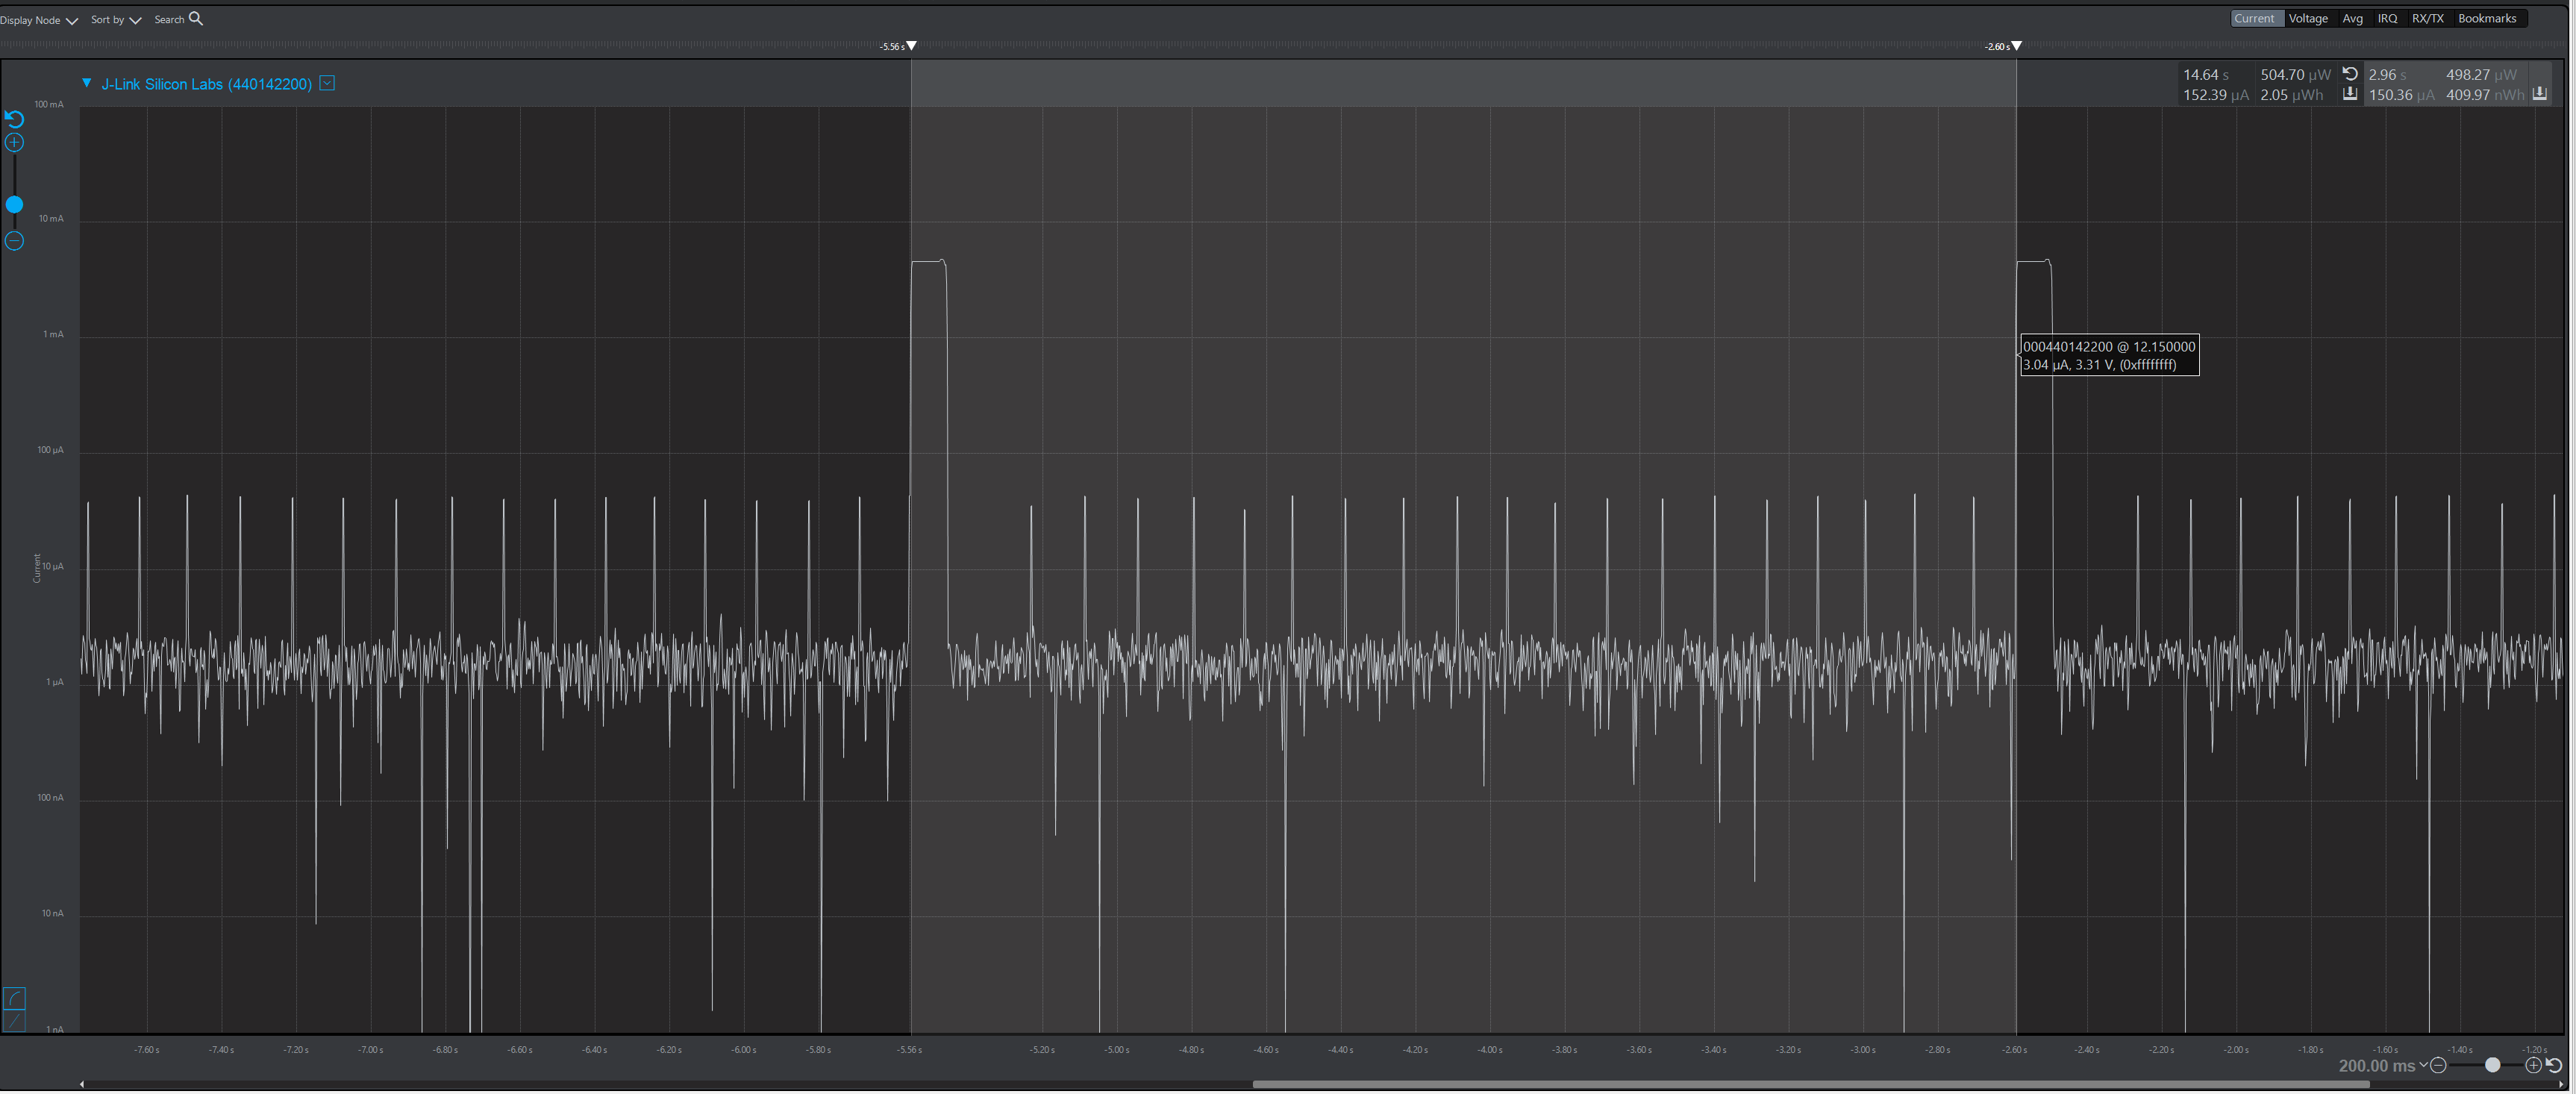 Display Node Sort by Search
Current Voltage Avg IRQ RX/TX Bookmarks
-5.56 s
-2.60 s
J-Link Silicon Labs (440142200)
14.64 s 504.70 µW 2.96 s 498.27 µW
152.39 µA 2.05 µWh 150.36 µA 409.97 nWh
100 mA
10 mA
1 mA
000440142200 @ 12.150000
3.04 µA, 3.31 V, (0xffffffff)
100 µA
Current
10 µA
1 µA
100 nA
10 nA
1 nA
-7.60 s -7.40 s -7.20 s -7.00 s -6.80 s -6.60 s -6.40 s -6.20 s -6.00 s -5.80 s -5.56 s -5.20 s -5.00 s -4.80 s -4.60 s -4.40 s -4.20 s -4.00 s -3.80 s -3.60 s -3.40 s -3.20 s -3.00 s -2.80 s -2.60 s -2.40 s -2.20 s -2.00 s -1.80 s -1.60 s -1.40 s -1.20 s
200.00 ms